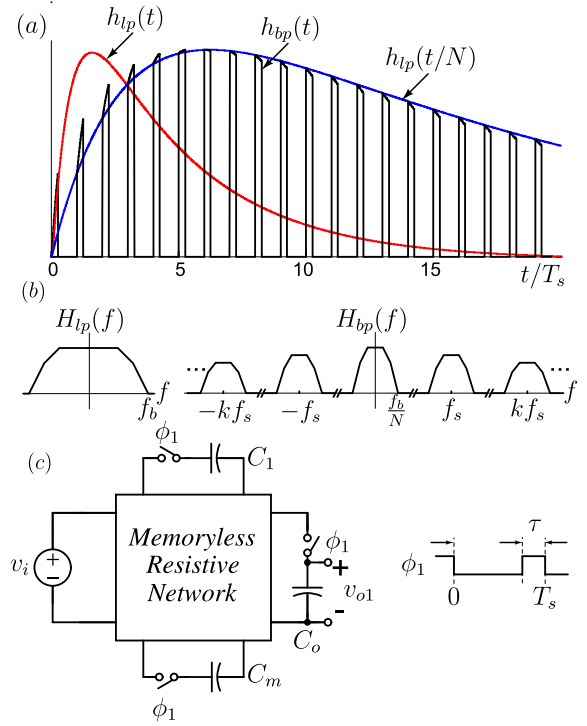 (a)
h_{lp}(t)
h_{bp}(t)
h_{lp}(t/N)
0 5 10 15 t/T_s
(b)
H_{lp}(f) H_{bp}(f)
... ...
f_b f -kf_s -f_s f_b/N f_s kf_s f
(c)
ϕ_1
C_1
Memoryless
Resistive
Network
v_i
+
−
ϕ_1
+
v_{o1}
-
C_o
C_m
ϕ_1
τ
ϕ_1
0 T_s